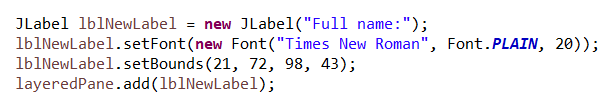 JLabel lblNewLabel = new JLabel("Full name:");
lblNewLabel.setFont(new Font("Times New Roman", Font.PLAIN, 20));
lblNewLabel.setBounds(21, 72, 98, 43);
layeredPane.add(lblNewLabel);